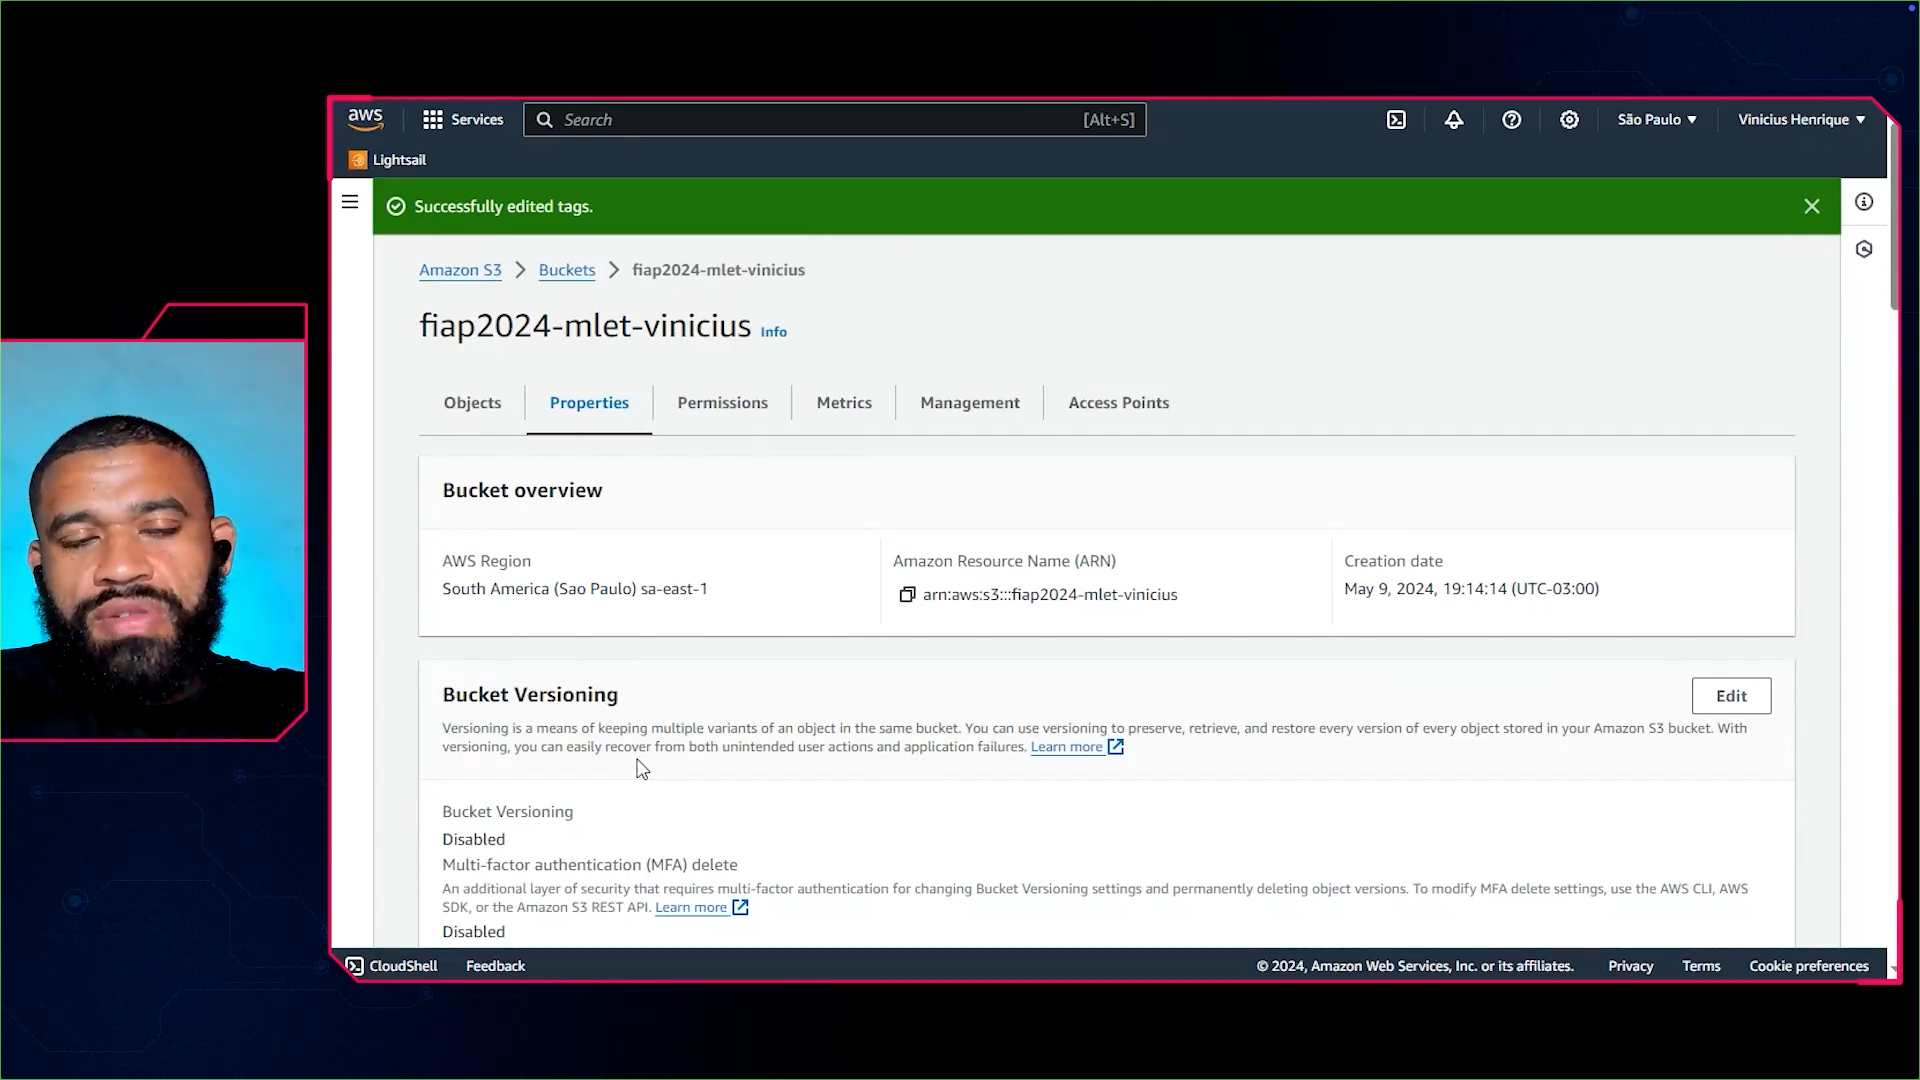 aws
Services
Search
[Alt+S]
São Paulo
Vinicius Henrique
Lightsail
Successfully edited tags.
Amazon S3
Buckets
fiap2024-mlet-vinicius
fiap2024-mlet-vinicius Info
Objects
Properties
Permissions
Metrics
Management
Access Points
Bucket overview
AWS Region
South America (Sao Paulo) sa-east-1
Amazon Resource Name (ARN)
arn:aws:s3:::fiap2024-mlet-vinicius
Creation date
May 9, 2024, 19:14:14 (UTC-03:00)
Bucket Versioning
Edit
Versioning is a means of keeping multiple variants of an object in the same bucket. You can use versioning to preserve, retrieve, and restore every version of every object stored in your Amazon S3 bucket. With
versioning, you can easily recover from both unintended user actions and application failures. Learn more
Bucket Versioning
Disabled
Multi-factor authentication (MFA) delete
An additional layer of security that requires multi-factor authentication for changing Bucket Versioning settings and permanently deleting object versions. To modify MFA delete settings, use the AWS CLI, AWS
SDK, or the Amazon S3 REST API. Learn more
Disabled
CloudShell
Feedback
© 2024, Amazon Web Services, Inc. or its affiliates.
Privacy
Terms
Cookie preferences